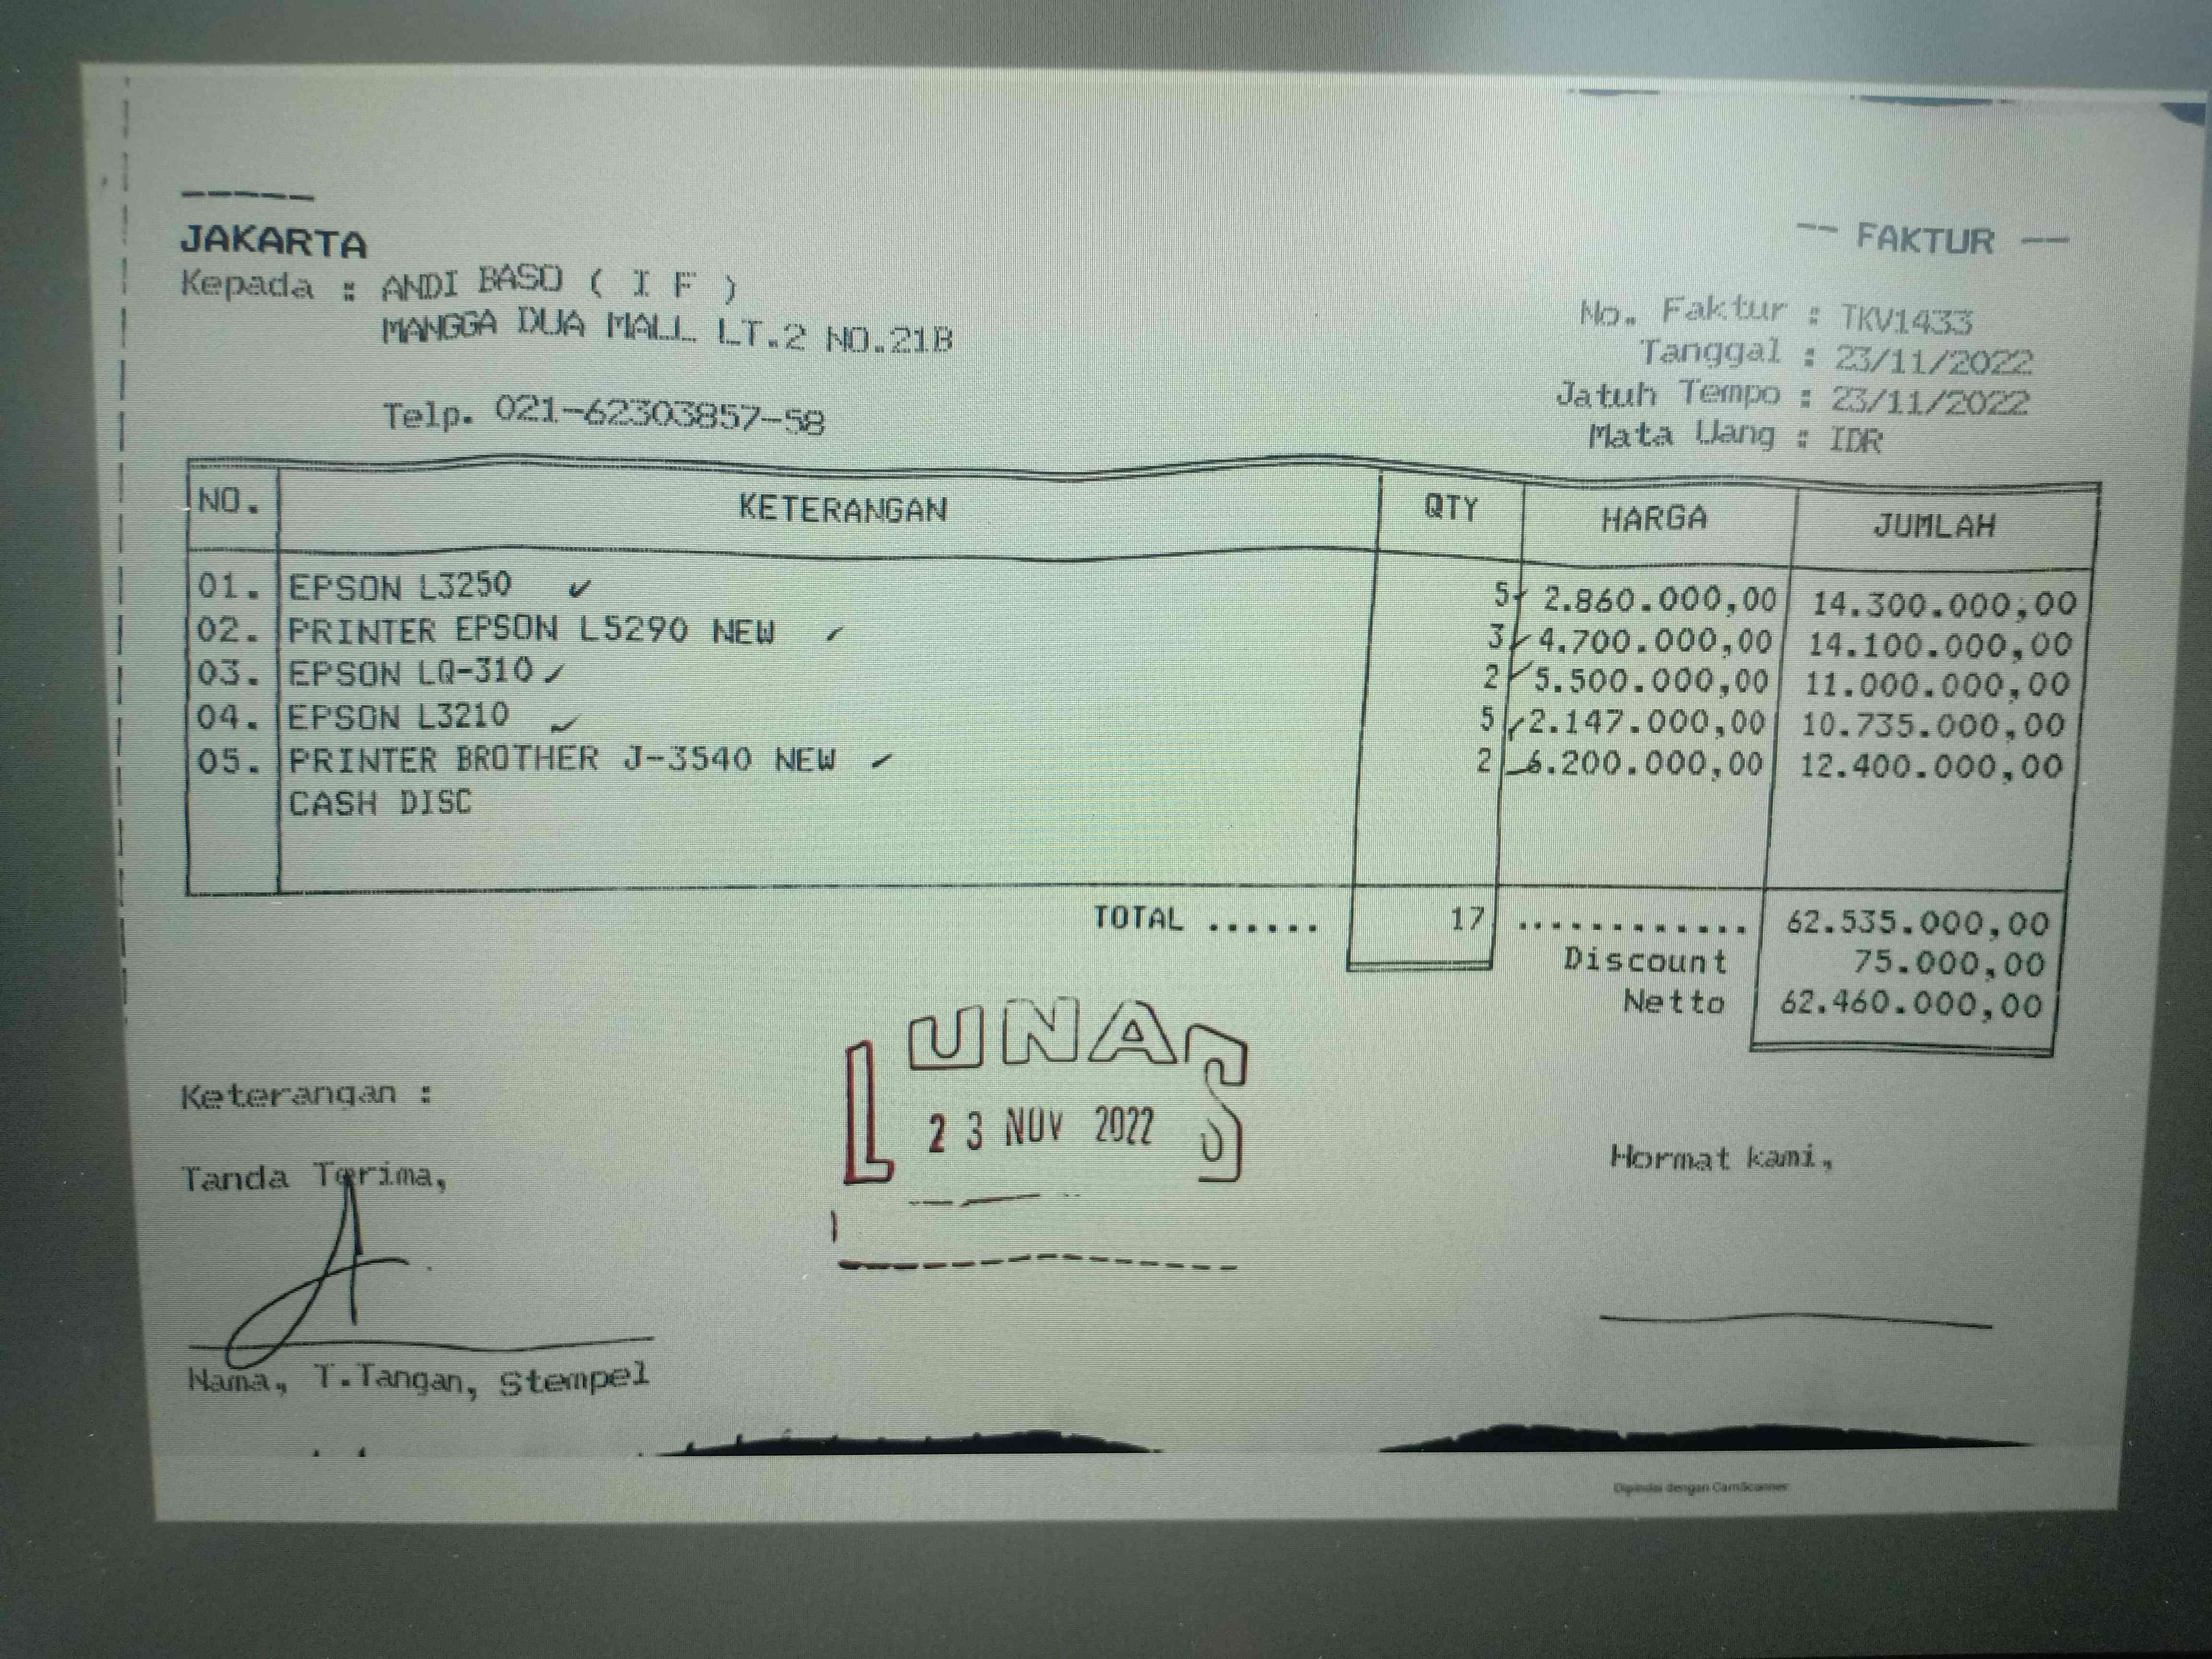 JAKARTA
-- FAKTUR --
Kepada : ANDI BASO ( I F )
MANGGA DUA MALL LT.2 NO.21B
Telp. 021-62303857-58
No. Faktur : TKV1433
Tanggal : 23/11/2022
Jatuh Tempo : 23/11/2022
Mata Uang : IDR
NO. KETERANGAN QTY HARGA JUMLAH
01. EPSON L3250 5 2.860.000,00 14.300.000,00
02. PRINTER EPSON L5290 NEW 3 4.700.000,00 14.100.000,00
03. EPSON LQ-310 2 5.500.000,00 11.000.000,00
04. EPSON L3210 5 2.147.000,00 10.735.000,00
05. PRINTER BROTHER J-3540 NEW 2 6.200.000,00 12.400.000,00
CASH DISC
TOTAL ...... 17 ............ 62.535.000,00
Discount 75.000,00
Netto 62.460.000,00
LUNAS
23 NOV 2022
Keterangan :
Tanda Terima,
Hormat kami,
Nama, T.Tangan, Stempel
Dipindai dengan CamScanner